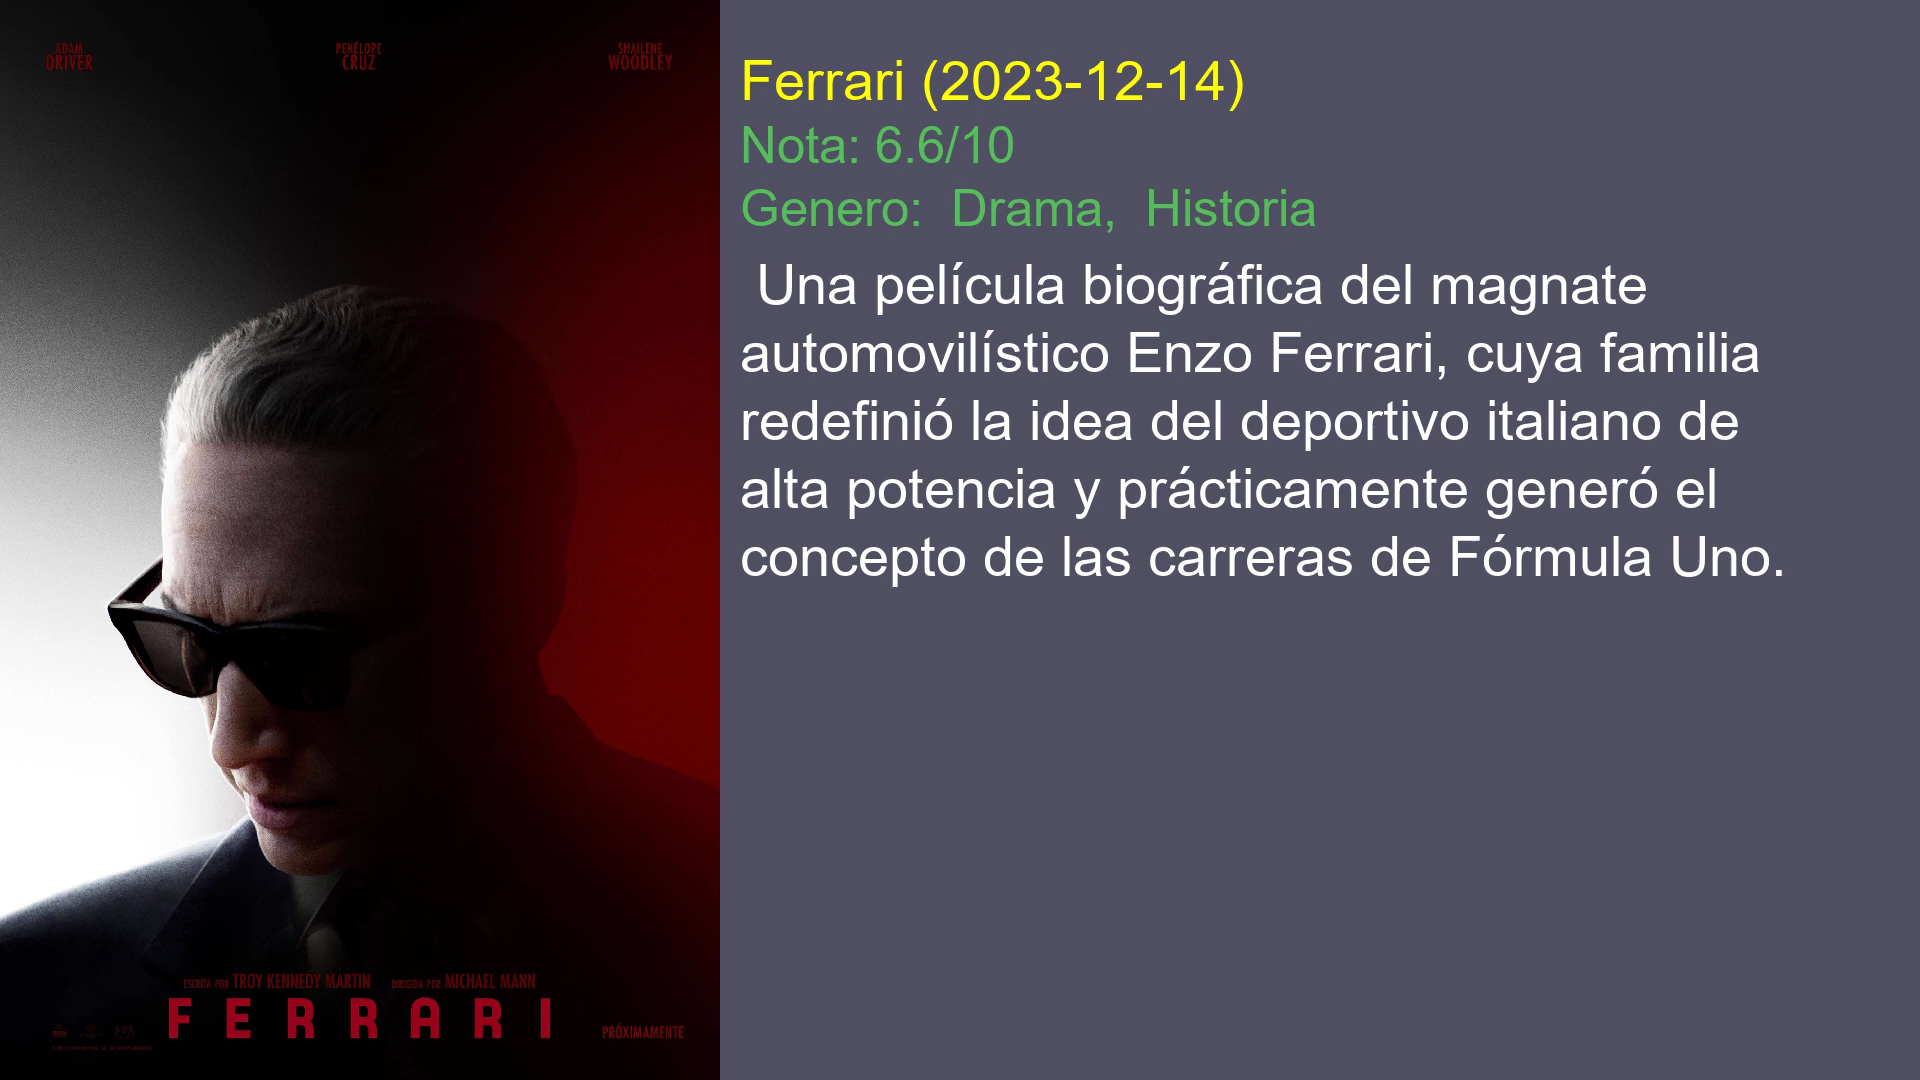 ADAM
DRIVER
PENÉLOPE
CRUZ
SHAILENE
WOODLEY
Ferrari (2023-12-14)
Nota: 6.6/10
Genero:  Drama,  Historia
Una película biográfica del magnate
automovilístico Enzo Ferrari, cuya familia
redefinió la idea del deportivo italiano de
alta potencia y prácticamente generó el
concepto de las carreras de Fórmula Uno.
ESCRITA POR TROY KENNEDY MARTIN DIRIGIDA POR MICHAEL MANN
FERRARI
STX
PRÓXIMAMENTE